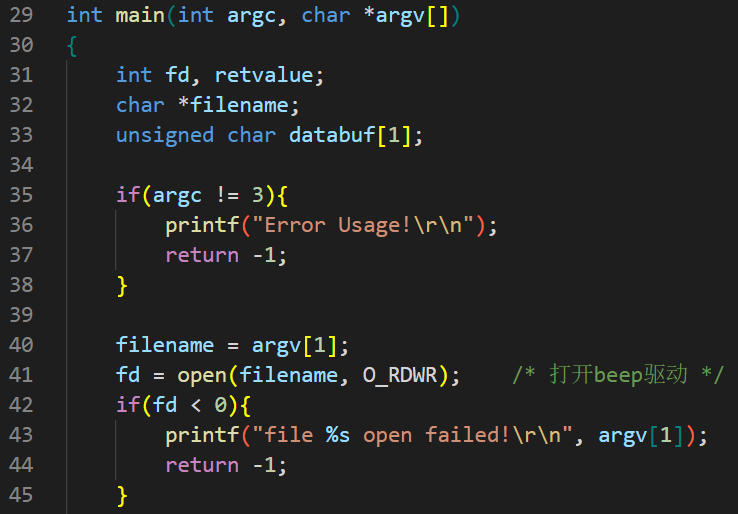 29 int main(int argc, char *argv[])
30 {
31     int fd, retvalue;
32     char *filename;
33     unsigned char databuf[1];
34
35     if(argc != 3){
36         printf("Error Usage!\r\n");
37         return -1;
38     }
39
40     filename = argv[1];
41     fd = open(filename, O_RDWR);    /* 打开beep驱动 */
42     if(fd < 0){
43         printf("file %s open failed!\r\n", argv[1]);
44         return -1;
45     }